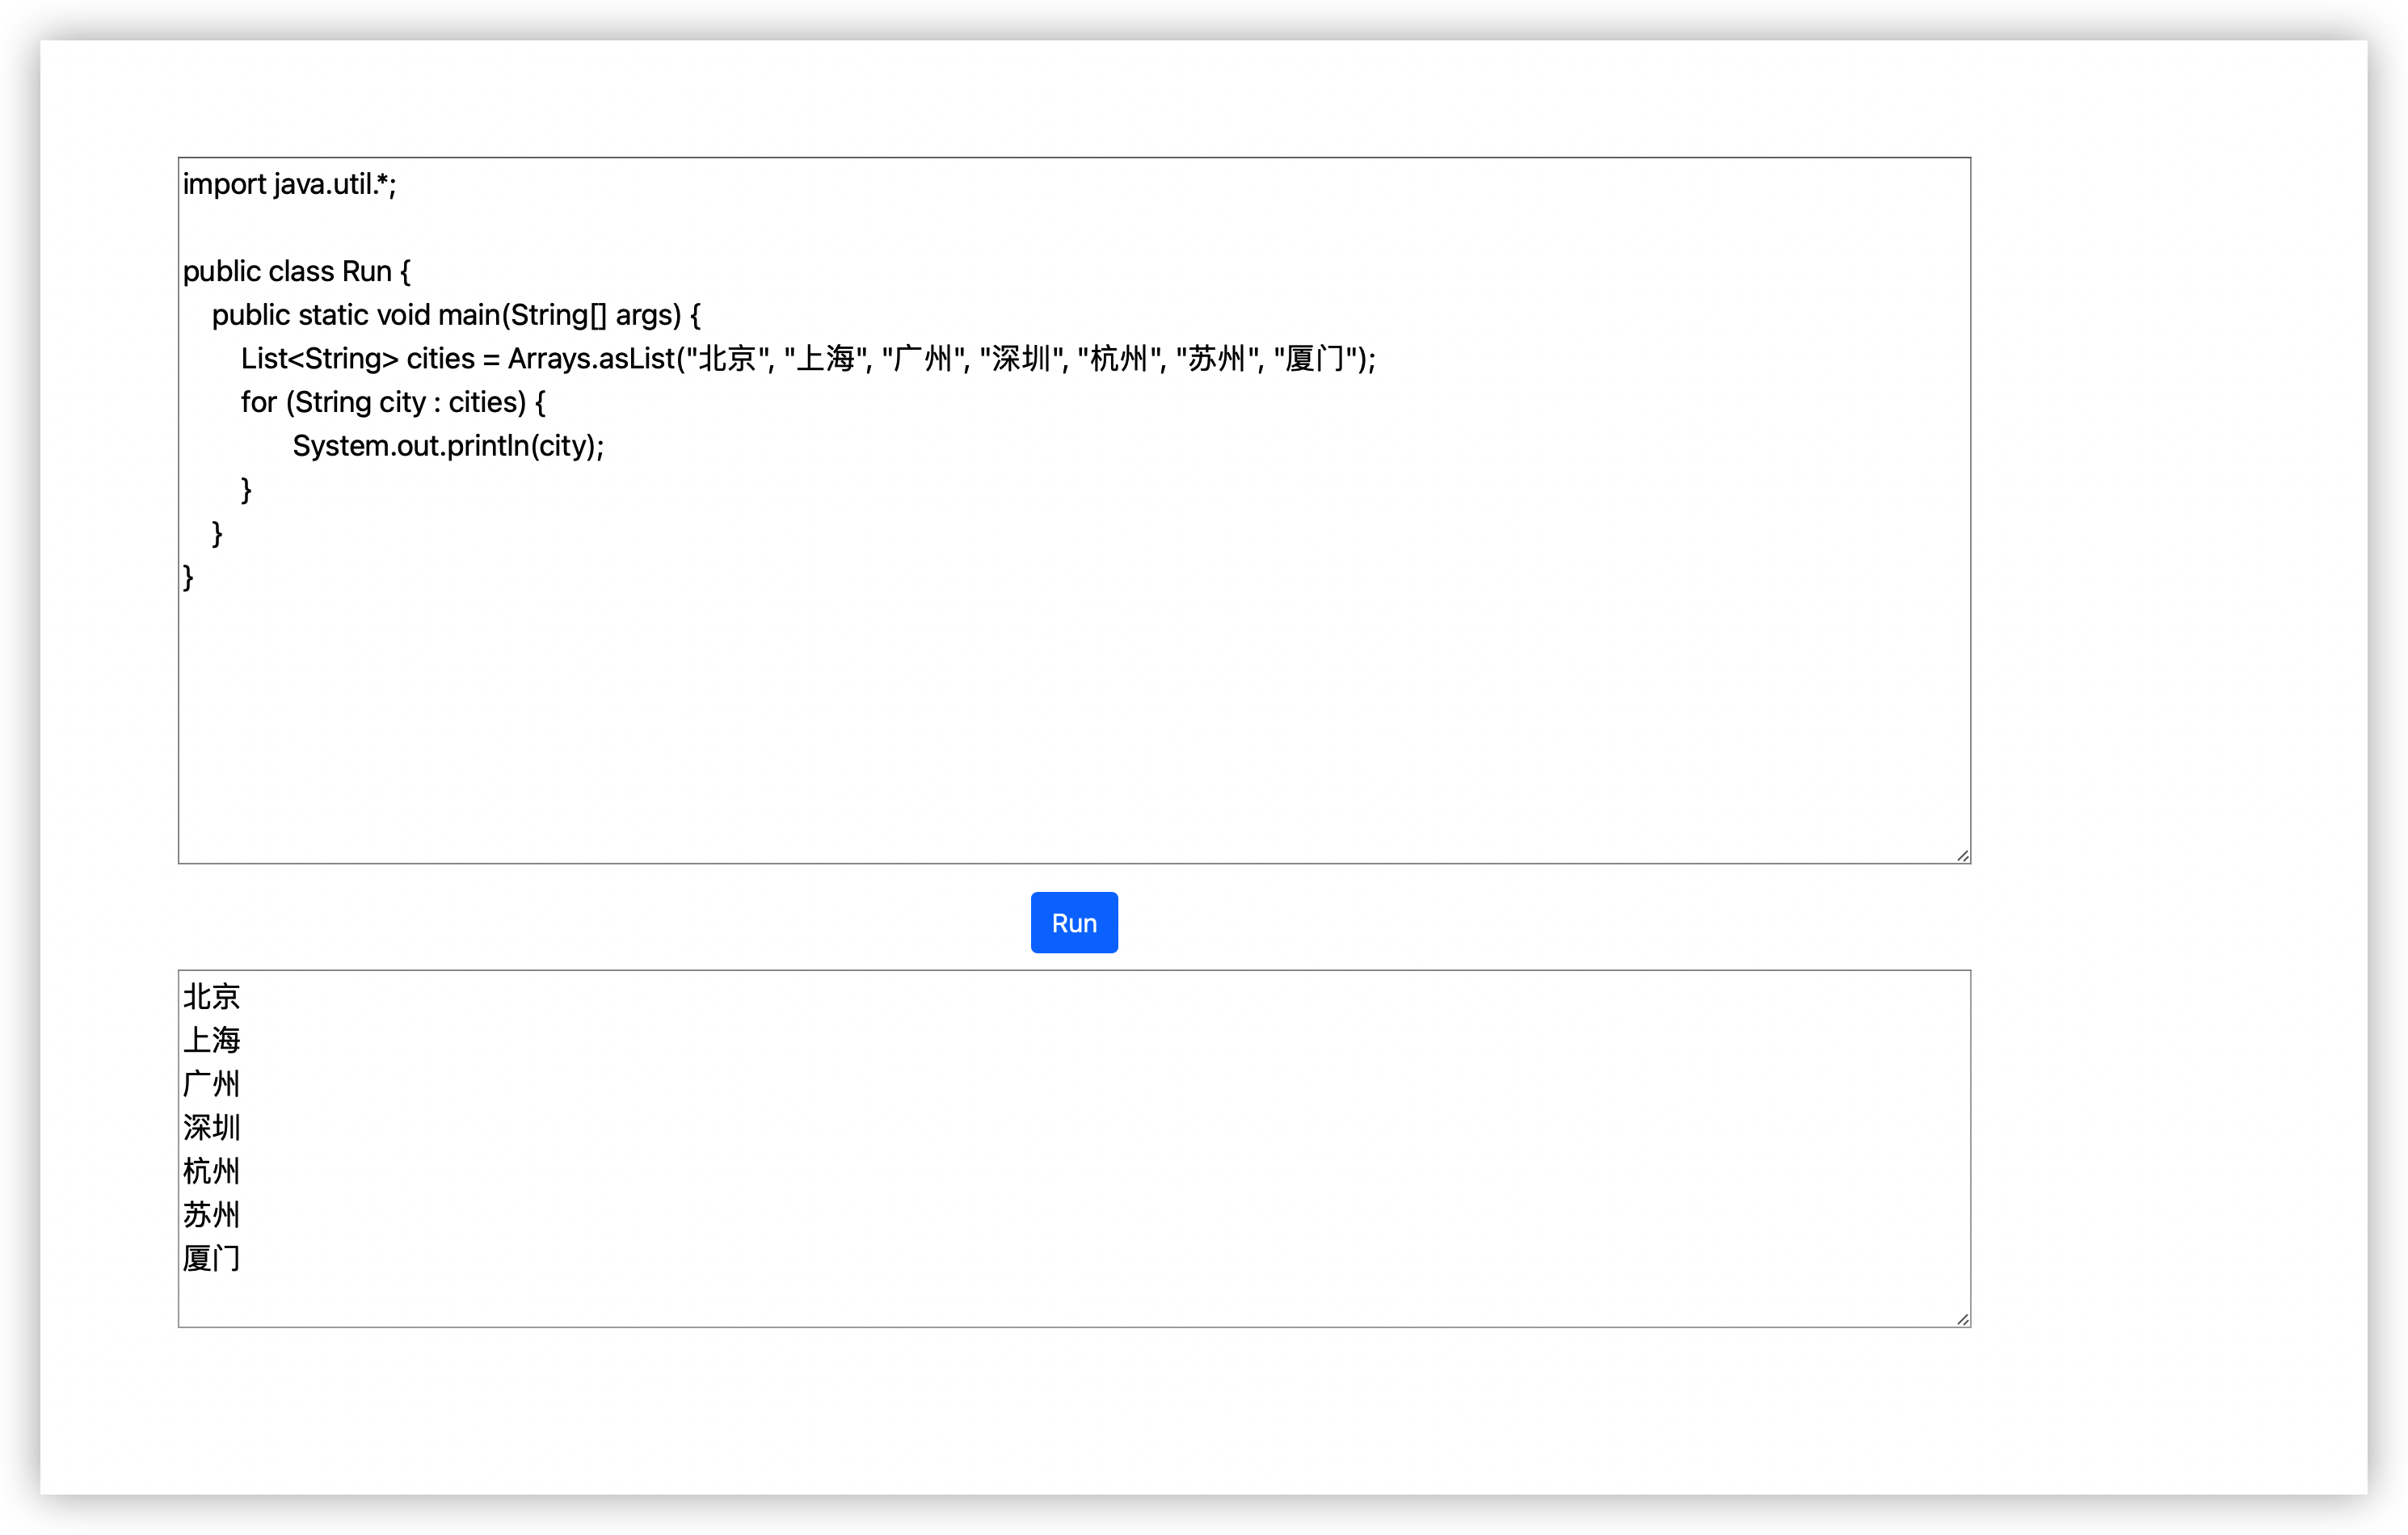 import java.util.*;
public class Run {
public static void main(String[] args) {
List<String> cities = Arrays.asList("北京", "上海", "广州", "深圳", "杭州", "苏州", "厦门");
for (String city : cities) {
System.out.println(city);
}
}
}
Run
北京
上海
广州
深圳
杭州
苏州
厦门